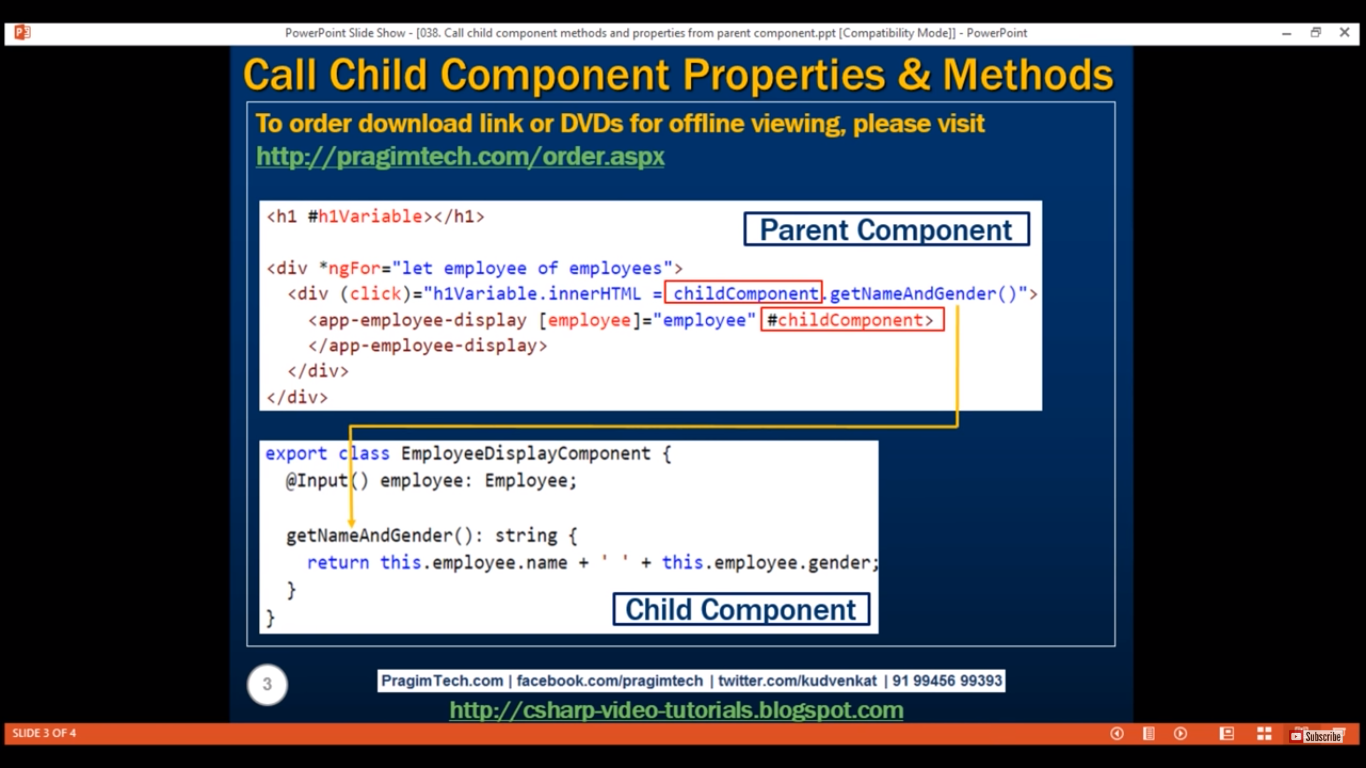 PowerPoint Slide Show - [038. Call child component methods and properties from parent component.ppt [Compatibility Mode]] - PowerPoint
Call Child Component Properties & Methods
To order download link or DVDs for offline viewing, please visit
http://pragimtech.com/order.aspx
<h1 #h1Variable></h1>
Parent Component
<div *ngFor="let employee of employees">
<div (click)="h1Variable.innerHTML = childComponent.getNameAndGender()">
<app-employee-display [employee]="employee" #childComponent>
</app-employee-display>
</div>
</div>
export class EmployeeDisplayComponent {
@Input() employee: Employee;
getNameAndGender(): string {
return this.employee.name + ' ' + this.employee.gender;
}
}
Child Component
3
PragimTech.com | facebook.com/pragimtech | twitter.com/kudvenkat | 91 99456 99393
http://csharp-video-tutorials.blogspot.com
SLIDE 3 OF 4
Subscribe